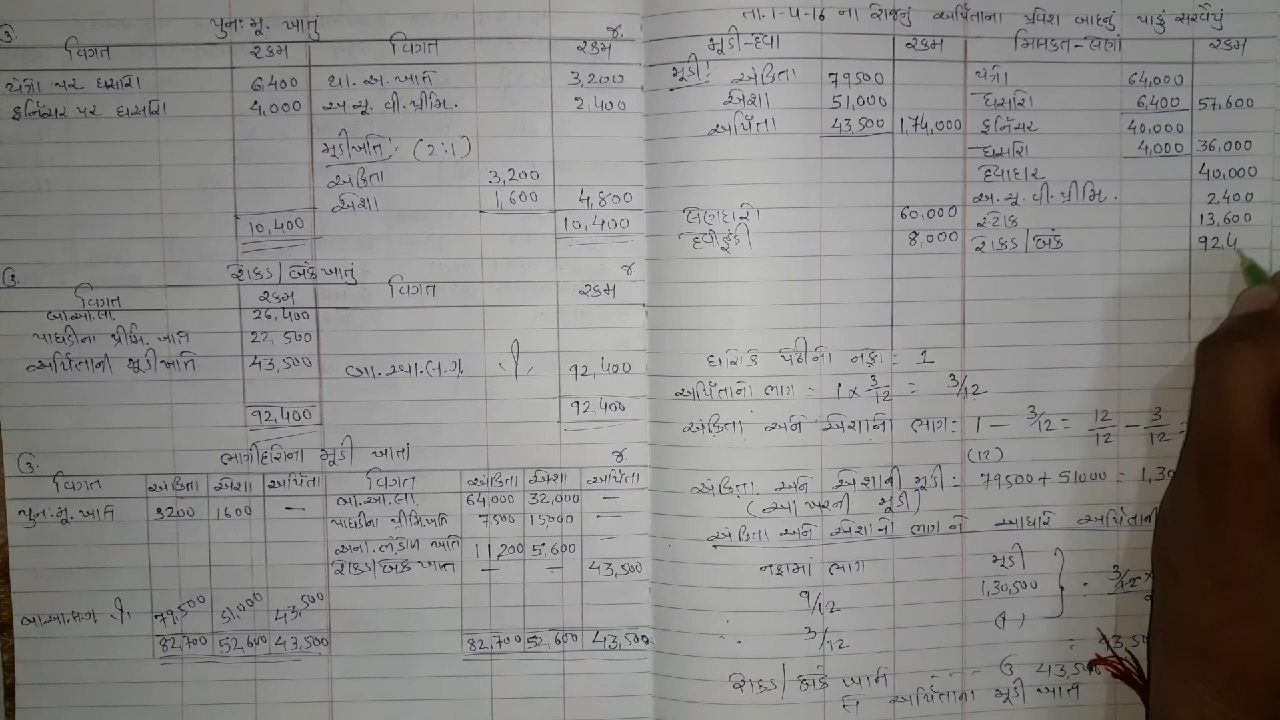 ઉ. પુનઃ મૂ. ખાતું જ.
વિગત રકમ વિગત રકમ
યંત્રો પર ઘસારો 6,400 ઘા. અ. ખાતે 3,200
ફર્નિચર પર ઘસારો 4,000 અ.ચૂ. વી. પ્રીમિ. 2,400
મૂડી ખાતે :- (2:1)
અંકિતા 3,200
એશા 1,600 4,800
10,400 10,400
ઉ. રોકડ/બેંક ખાતું જ.
વિગત રકમ વિગત રકમ
બા.આ.લા. 26,400
પાઘડીના પ્રીમિ. ખાતે 22,500
અર્પિતાની મૂડી ખાતે 43,500 બા. આ.લ.ગ. 92,400
92,400 92,400
ઉ. ભાગીદારોના મૂડી ખાતાં જ.
વિગત અંકિતા એશા અર્પિતા વિગત અંકિતા એશા અર્પિતા
પુનઃમૂ. ખાતે 3200 1600 — બા.આ.લા. 64,000 32,000 —
પાઘડીના પ્રીમિ.ખાતે 7500 15000 —
અના. ખાતે 11,200 5,600
રોકડ/બેંક ખાતે — — 43,500
બા.આ.લ.ગ 79,500 51,000 43,500
82,700 52,600 43,500 82,700 52,600 43,500
તા. 1-4-16 ના રોજનું અર્પિતાના પ્રવેશ બાદનું પાકું સરવૈયું
મૂડી-દેવાં રકમ મિલકત-લેણાં રકમ
મૂડી: અંકિતા 79500 યંત્રો 64,000
એશા 51,000 ઘસારો 6,400 57,600
અર્પિતા 43,500 1,74,000 ફર્નિચર 40,000
ઘસારો 4,000 36,000
દેવાદાર 40,000
અ.ચૂ. વી. પ્રીમિ. 2,400
લેણદારો 60,000 સ્ટોક 13,600
દેવીહૂંડી 8,000 રોકડ/બેંક 92,4
ધારો કે પેઢીનો નફો = 1
અર્પિતાનો ભાગ = 1 × 3/12 = 3/12
અંકિતા અને એશાનો ભાગ = 1 - 3/12 = 12/12 - 3/12 =
(12)
અંકિતા અને એશાની મૂડી = 79500 + 51000 = 1,30
(આખરની મૂડી)
અંકિતા અને એશાનો ભાગ ને આધારે અર્પિતાની
નફામાં ભાગ મૂડી
9/12 1,30,500
3/12
= 43,5
રોકડ/બેંક ખાતે ઉ 43,500
તે અર્પિતાના મૂડી ખાતે